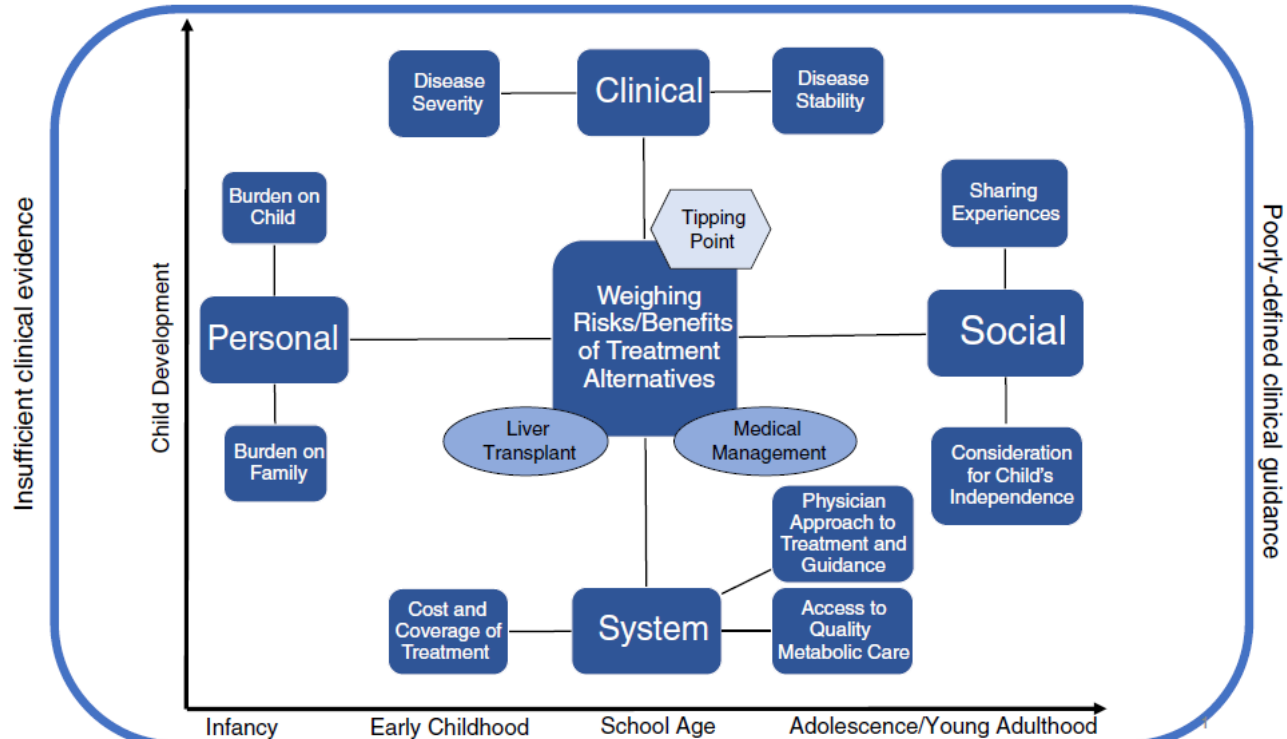 Disease
Severity
Clinical
Disease
Stability
Burden on
Child
Sharing
Experiences
Tipping
Point
Insufficient clinical evidence
Child Development
Personal
Weighing
Risks/Benefits
of Treatment
Alternatives
Social
Poorly-defined clinical guidance
Burden on
Family
Liver
Transplant
Medical
Management
Consideration
for Child's
Independence
Physician
Approach to
Treatment and
Guidance
Cost and
Coverage of
Treatment
System
Access to
Quality
Metabolic Care
Infancy
Early Childhood
School Age
Adolescence/Young Adulthood